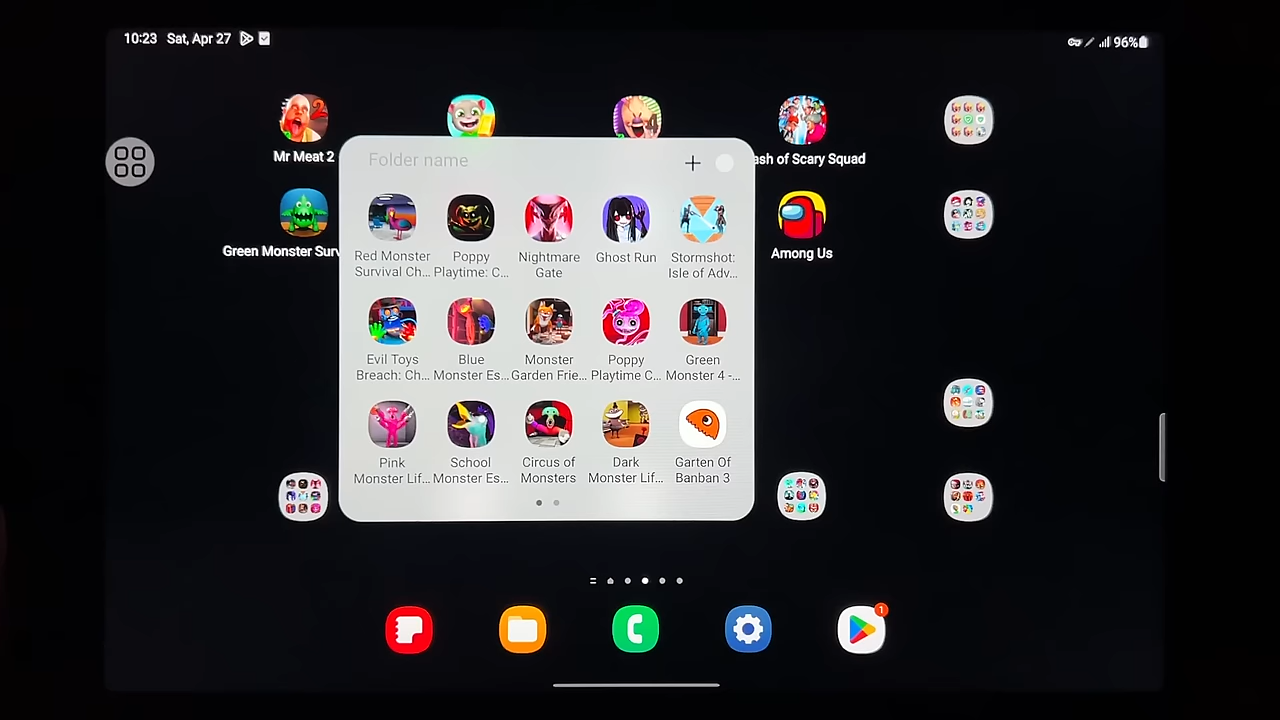 10:23 Sat, Apr 27
96%
Mr Meat 2
ash of Scary Squad
Folder name
Green Monster Surv
Among Us
Red Monster
Survival Ch...
Poppy
Playtime: C...
Nightmare
Gate
Ghost Run
Stormshot:
Isle of Adv...
Evil Toys
Breach: Ch...
Blue
Monster Es...
Monster
Garden Frie...
Poppy
Playtime C...
Green
Monster 4 -...
Pink
Monster Lif...
School
Monster Es...
Circus of
Monsters
Dark
Monster Lif...
Garten Of
Banban 3
1